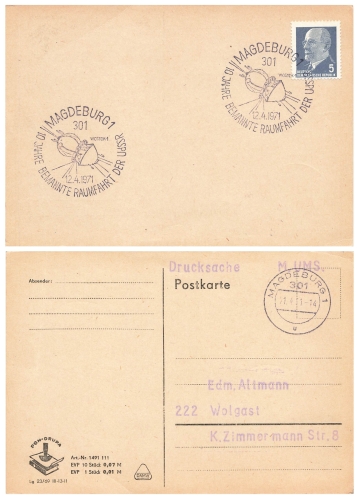 MAGDEBURG 1
301
WOSTOK
12.4.1971
10 JAHRE BEMANNTE RAUMFAHRT DER UdSSR
MAGDEBURG 1
301
12.4.1971
10 JAHRE BEMANNTE RAUMFAHRT DER UdSSR
5
Drucksache M.UMS.
Absender:
Postkarte
MAGDEBURG 1
301
Edm. Altmann
222 Wolgast
K.Zimmermann Str. 8
Art.-Nr. 1491 111
EVP 10 Stück 0,07 M
EVP 1 Stück 0,01 M